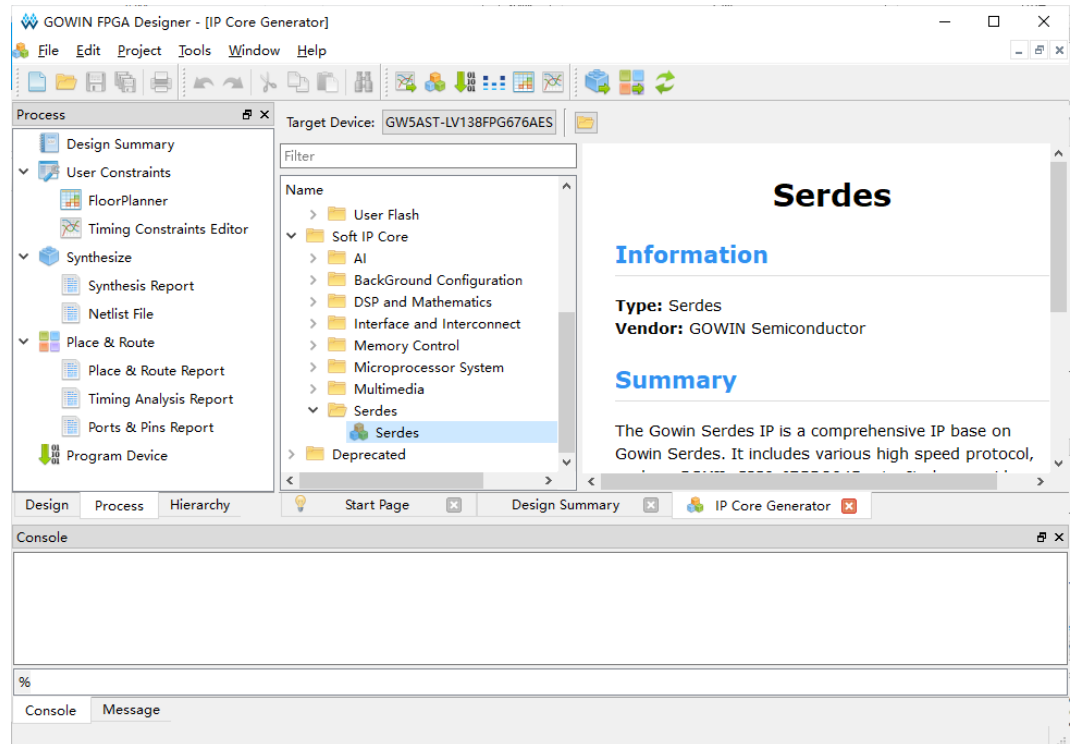 GOWIN FPGA Designer - [IP Core Generator]
File Edit Project Tools Window Help
Process
Design Summary
User Constraints
FloorPlanner
Timing Constraints Editor
Synthesize
Synthesis Report
Netlist File
Place & Route
Place & Route Report
Timing Analysis Report
Ports & Pins Report
Program Device
Design Process Hierarchy
Target Device: GW5AST-LV138FPG676AES
Filter
Name
User Flash
Soft IP Core
AI
BackGround Configuration
DSP and Mathematics
Interface and Interconnect
Memory Control
Microprocessor System
Multimedia
Serdes
Serdes
Deprecated
Serdes
Information
Type: Serdes
Vendor: GOWIN Semiconductor
Summary
The Gowin Serdes IP is a comprehensive IP base on
Gowin Serdes. It includes various high speed protocol,
Start Page Design Summary IP Core Generator
Console
%
Console Message